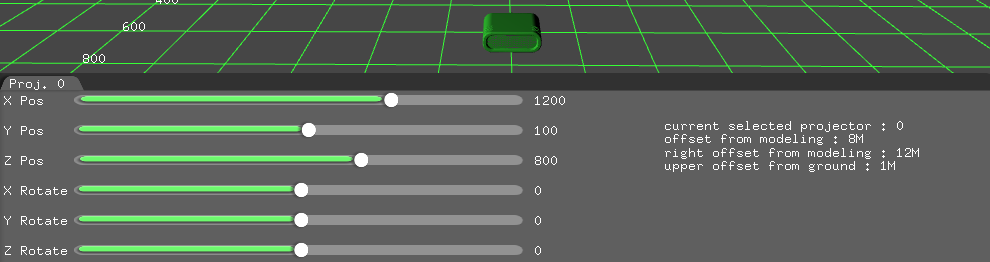 400
600
800
Proj. 0
X Pos 1200
Y Pos 100
Z Pos 800
X Rotate 0
Y Rotate 0
Z Rotate 0
current selected projector : 0
offset from modeling : 8M
right offset from modeling : 12M
upper offset from ground : 1M